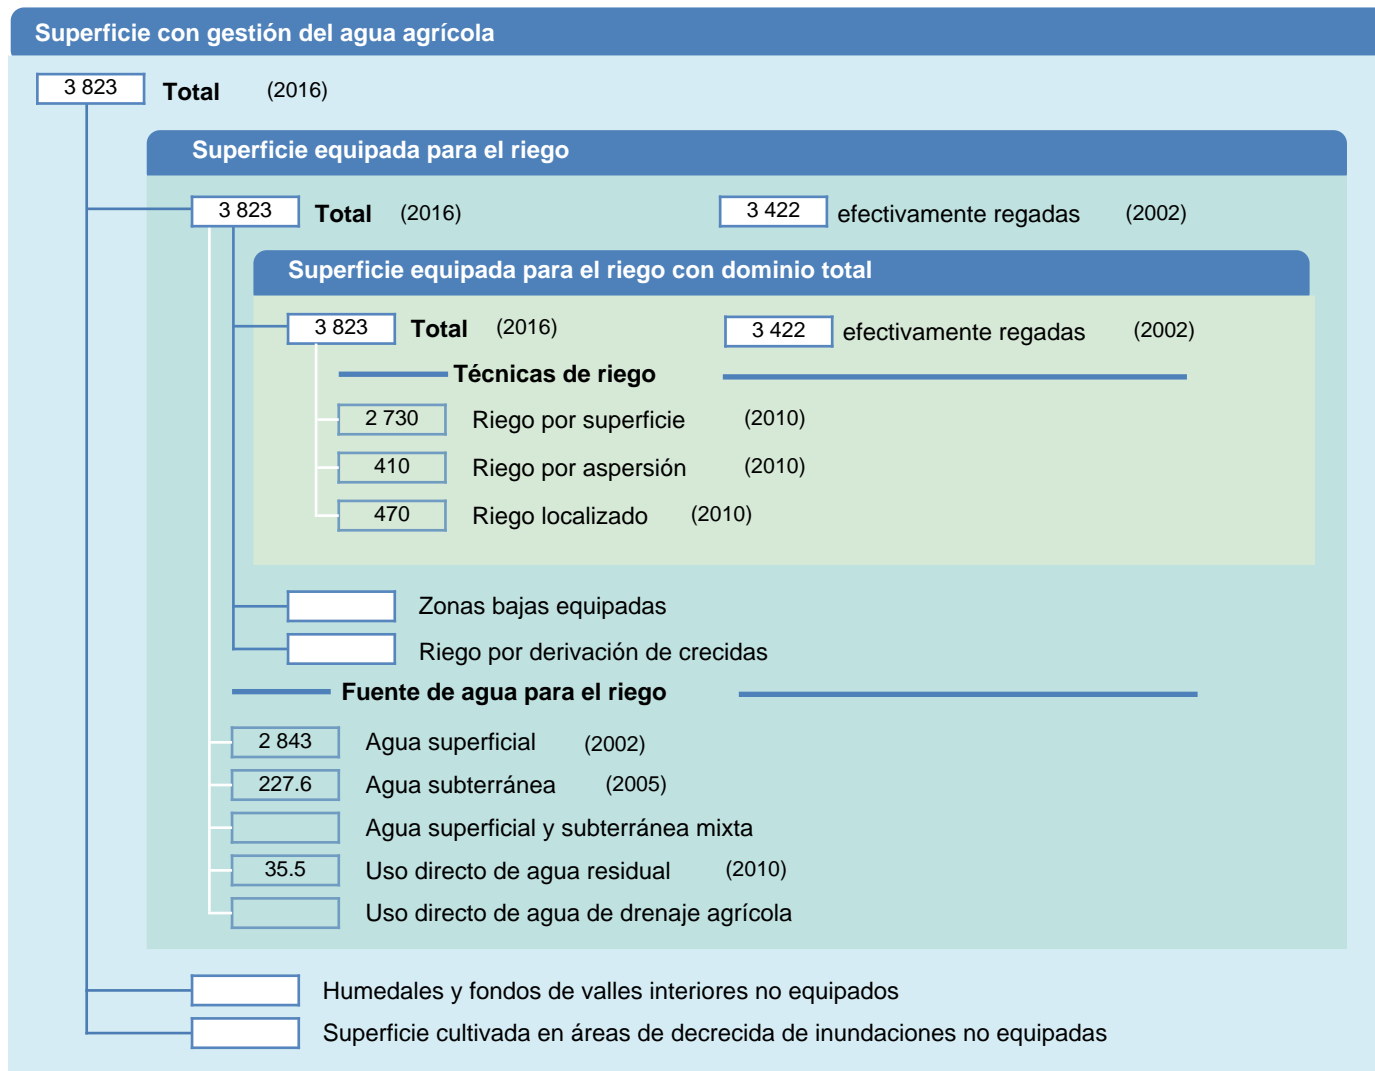 Superficie con gestión del agua agrícola
3 823 Total (2016)
Superficie equipada para el riego
3 823 Total (2016) 3 422 efectivamente regadas (2002)
Superficie equipada para el riego con dominio total
3 823 Total (2016) 3 422 efectivamente regadas (2002)
Técnicas de riego
2 730 Riego por superficie (2010)
410 Riego por aspersión (2010)
470 Riego localizado (2010)
Zonas bajas equipadas
Riego por derivación de crecidas
Fuente de agua para el riego
2 843 Agua superficial (2002)
227.6 Agua subterránea (2005)
Agua superficial y subterránea mixta
35.5 Uso directo de agua residual (2010)
Uso directo de agua de drenaje agrícola
Humedales y fondos de valles interiores no equipados
Superficie cultivada en áreas de decrecida de inundaciones no equipadas